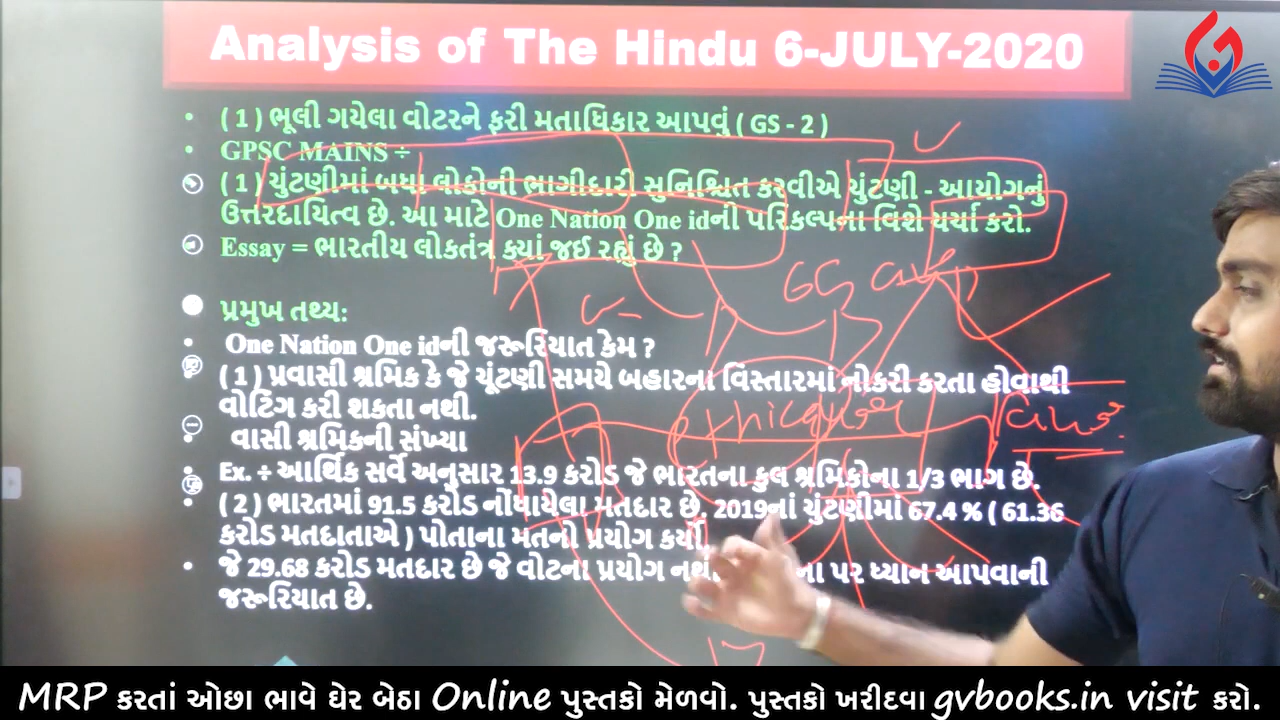 Analysis of The Hindu 6-JULY-2020
( 1 ) ભૂલી ગયેલા વોટરને ફરી મતાધિકાર આપવું ( GS - 2 )
GPSC MAINS ÷
( 1 ) ચુંટણીમાં બધા લોકોની ભાગીદારી સુનિશ્ચિત કરવીએ ચુંટણી - આયોગનું
ઉત્તરદાયિત્વ છે. આ માટે One Nation One idની પરિકલ્પના વિશે ચર્ચા કરો.
Essay = ભારતીય લોકતંત્ર ક્યાં જઈ રહ્યું છે ?
પ્રમુખ તથ્ય:
One Nation One idની જરૂરિયાત કેમ ?
( 1 ) પ્રવાસી શ્રમિક કે જે ચૂંટણી સમયે બહારના વિસ્તારમાં નોકરી કરતા હોવાથી
વોટિંગ કરી શકતા નથી.
વાસી શ્રમિકની સંખ્યા
Ex. ÷ આર્થિક સર્વે અનુસાર 13.9 કરોડ જે ભારતના કુલ શ્રમિકોના 1/3 ભાગ છે.
( 2 ) ભારતમાં 91.5 કરોડ નોંધાયેલા મતદાર છે. 2019નાં ચુંટણીમાં 67.4 % ( 61.36
કરોડ મતદાતાએ ) પોતાના મતનો પ્રયોગ કર્યો.
જે 29.68 કરોડ મતદાર છે જે વોટના પ્રયોગ પર ધ્યાન આપવાની
જરૂરિયાત છે.
MRP કરતાં ઓછા ભાવે ઘેર બેઠા Online પુસ્તકો મેળવો. પુસ્તકો ખરીદવા gvbooks.in visit કરો.